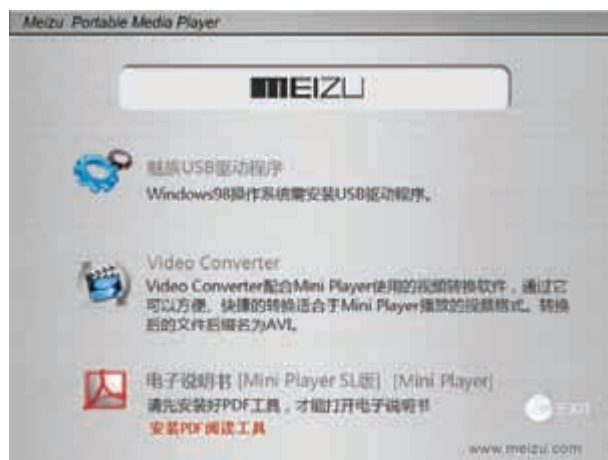 Meizu Portable Media Player
MEIZU
魅族USB驱动程序
Windows98操作系统需安装USB驱动程序。
Video Converter
Video Converter配合Mini Player使用的视频转换软件，通过它
可以方便、快捷的转换适合于Mini Player播放的视频格式。转换
后的文件后缀名为AVI。
电子说明书 [Mini Player SL版] [Mini Player]
请先安装好PDF工具，才能打开电子说明书
安装PDF阅读工具
EXIT
www.meizu.com